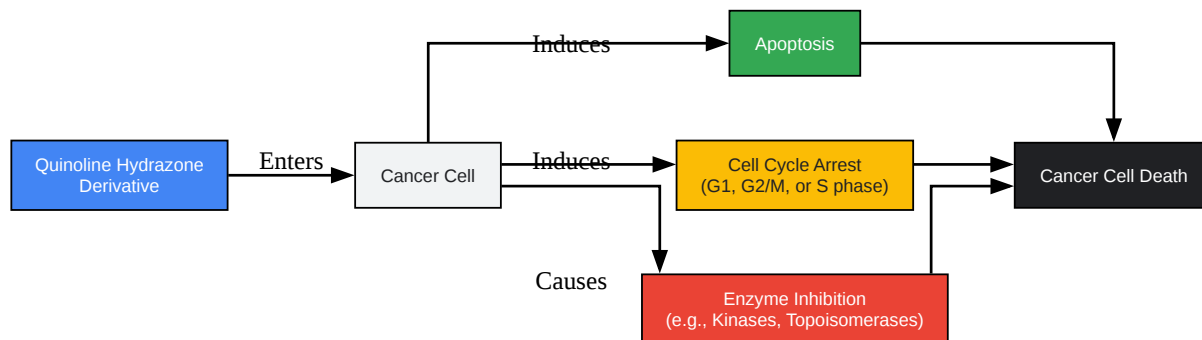 Induces
Apoptosis
Quinoline Hydrazone
Derivative
Enters
Cancer Cell
Induces
Cell Cycle Arrest
(G1, G2/M, or S phase)
Cancer Cell Death
Causes
Enzyme Inhibition
(e.g., Kinases, Topoisomerases)